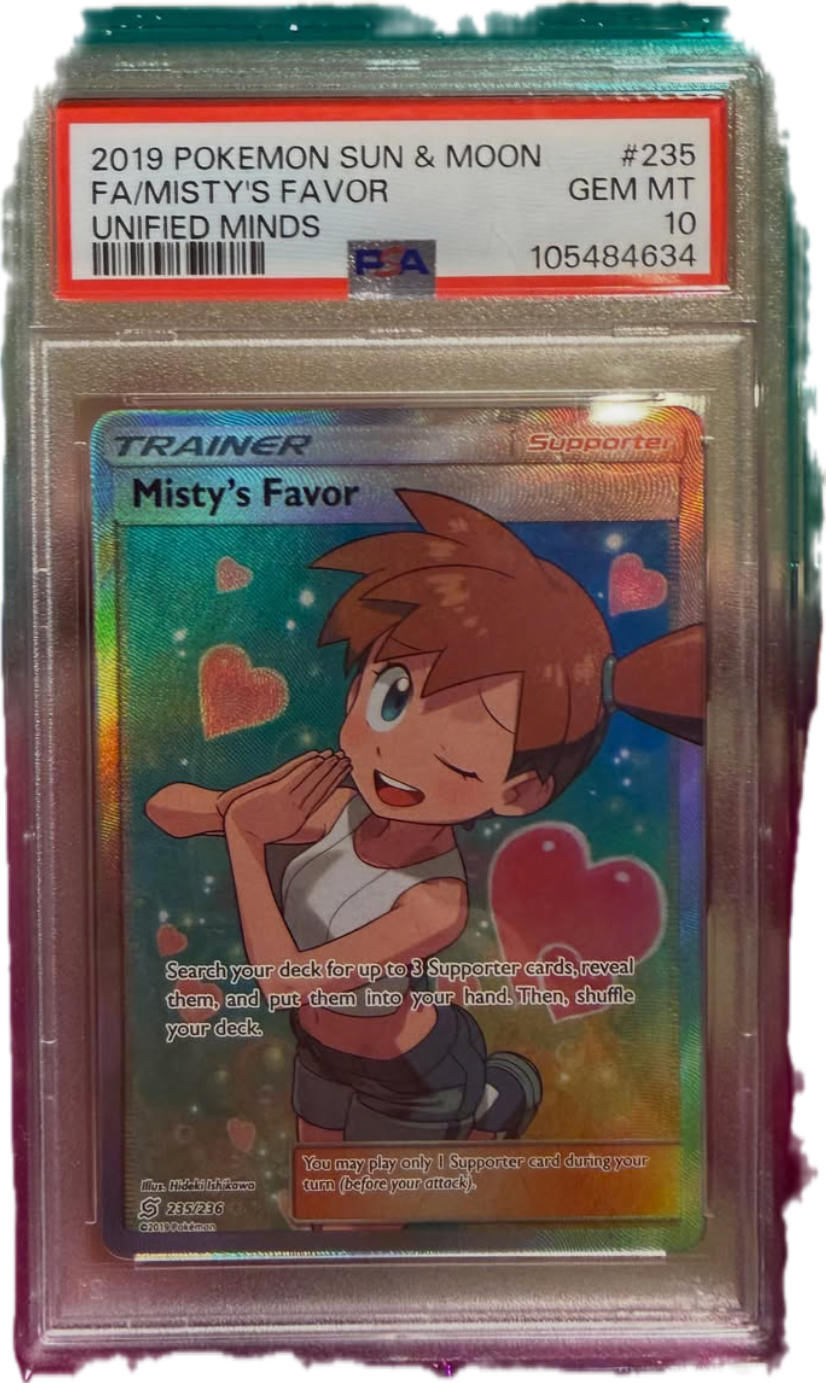 2019 POKEMON SUN & MOON #235
FA/MISTY'S FAVOR GEM MT
UNIFIED MINDS 10
PSA 105484634
TRAINER Supporter
Misty's Favor
Search your deck for up to 3 Supporter cards, reveal
them, and put them into your hand. Then, shuffle
your deck.
You may play only 1 Supporter card during your
turn (before your attack).
Illus. Hideki Ishikawa
235/236
©2019 Pokémon